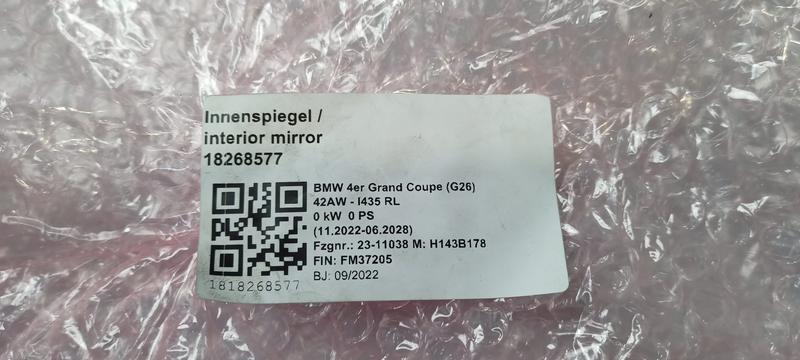 Innenspiegel /
interior mirror
18268577
BMW 4er Grand Coupe (G26)
42AW - I435 RL
0 kW 0 PS
(11.2022-06.2028)
Fzgnr.: 23-11038 M: H143B178
FIN: FM37205
BJ: 09/2022
1818268577